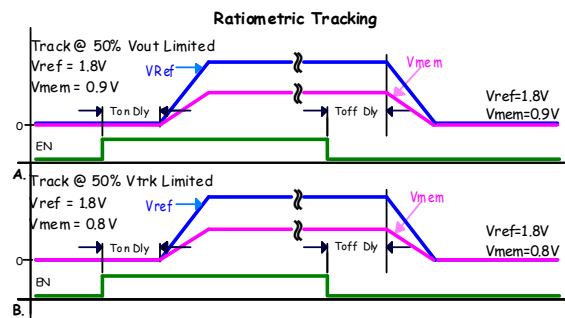 Ratiometric Tracking
Track @ 50% Vout Limited
Vref = 1.8V
Vmem = 0.9V
VRef
Vmem
Ton Dly
Toff Dly
Vref=1.8V
Vmem=0.9V
0
EN
A.
Track @ 50% Vtrk Limited
Vref = 1.8V
Vmem = 0.8V
Vref
Vmem
Ton Dly
Toff Dly
Vref=1.8V
Vmem=0.8V
0
EN
B.